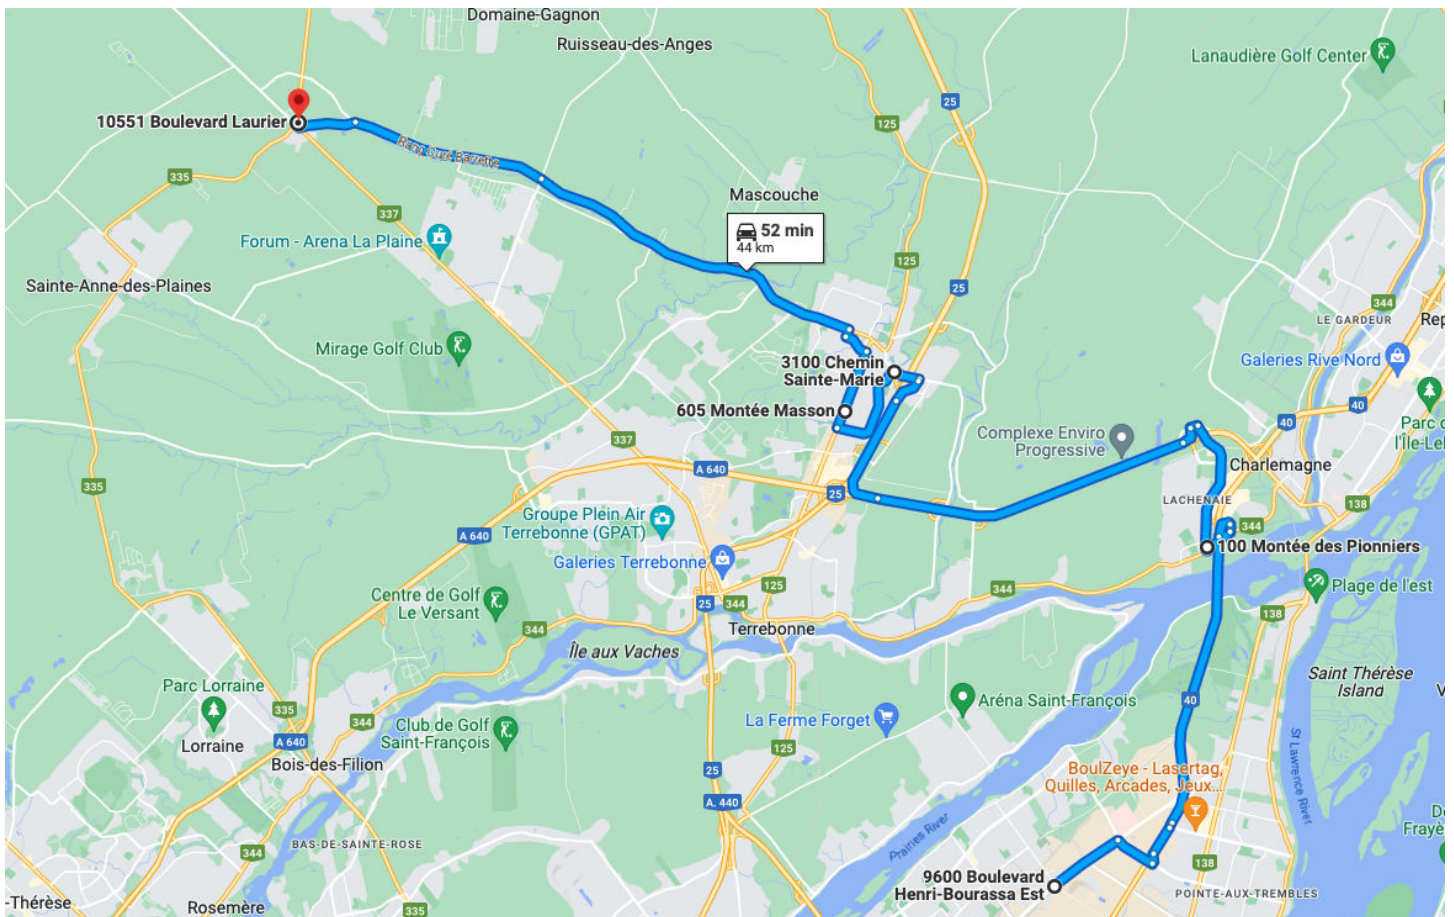 Domaine-Gagnon
Ruisseau-des-Anges
Lanaudière Golf Center
25
10551 Boulevard Laurier
125
335
Mascouche
337
52 min
44 km
Forum - Arena La Plaine
125
25
Sainte-Anne-des-Plaines
344
LE GARDEUR
Mirage Golf Club
3100 Chemin
Sainte-Marie
Galeries Rive Nord
605 Montée Masson
40
40
Complexe Enviro
Progressive
337
A 640
Charlemagne
335
25
LACHENAIE
138
Groupe Plein Air
Terrebonne (GPAT)
344
A 640
100 Montée des Pionniers
Galeries Terrebonne
Centre de Golf
Le Versant
125
344
Plage de l'est
25
344
138
138
344
Terrebonne
Île aux Vaches
Saint Thérèse
Island
Parc Lorraine
335
344
Aréna Saint-François
40
La Ferme Forget
Club de Golf
Saint-François
Lorraine
A 640
125
St Lawrence River
Bois-des-Filion
25
BoulZeye - Lasertag,
Quilles, Arcades, Jeux...
A. 440
Prairies River
BAS-DE-SAINTE-ROSE
344
138
9600 Boulevard
Henri-Bourassa Est
POINTE-AUX-TREMBLES
-Thérèse
Rosemère
335